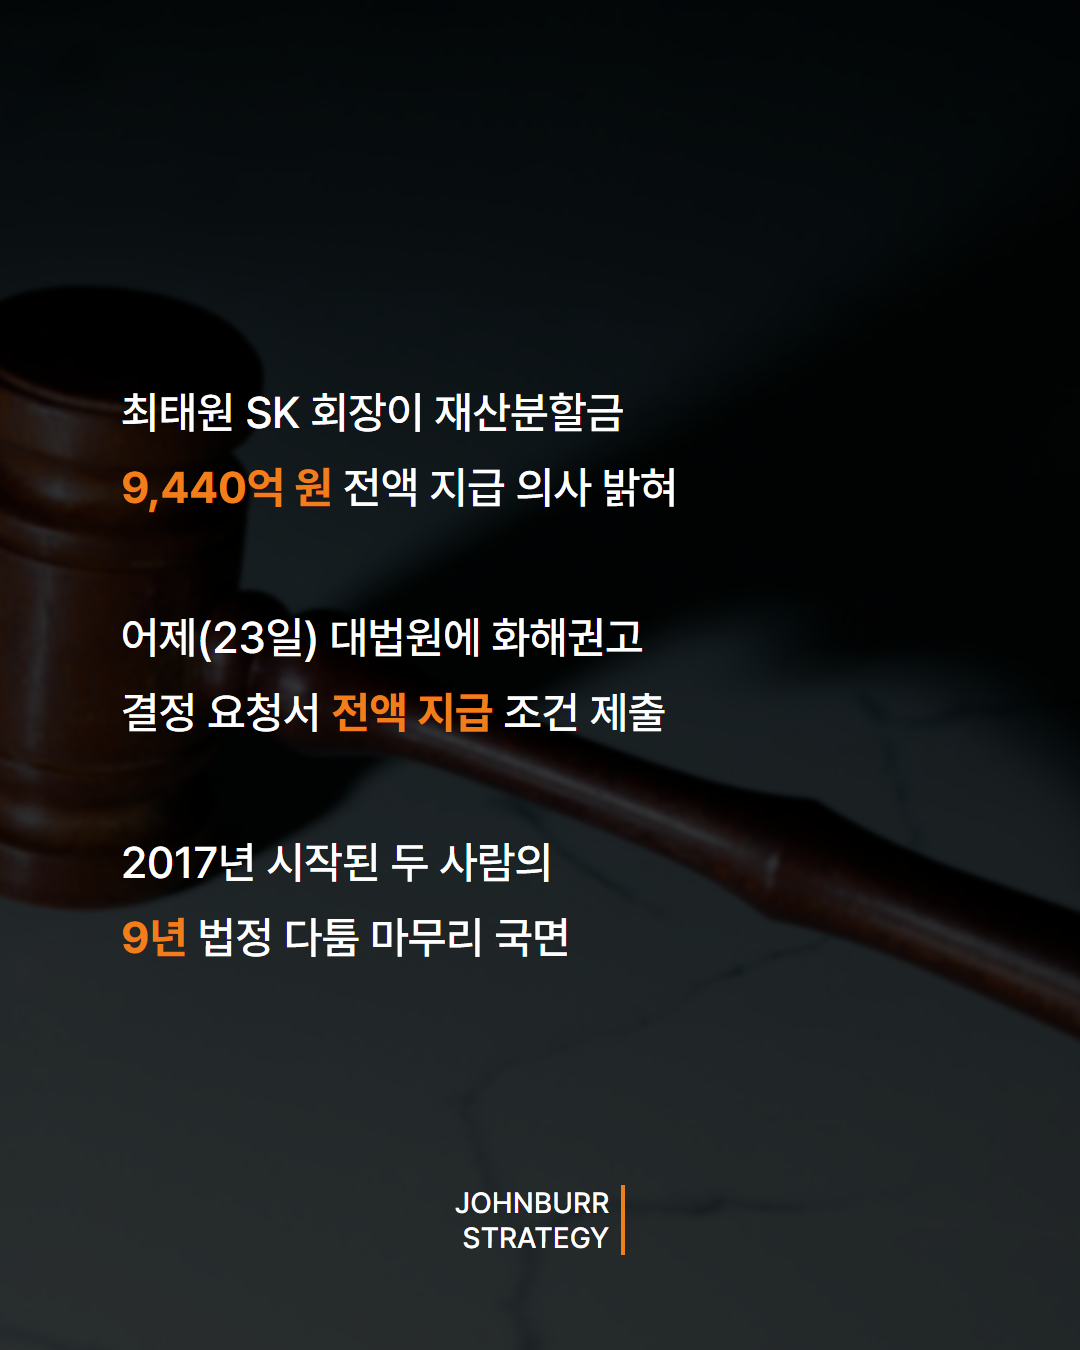 최태원 SK 회장이 재산분할금
9,440억 원 전액 지급 의사 밝혀
어제(23일) 대법원에 화해권고
결정 요청서 전액 지급 조건 제출
2017년 시작된 두 사람의
9년 법정 다툼 마무리 국면
JOHNBURR
STRATEGY